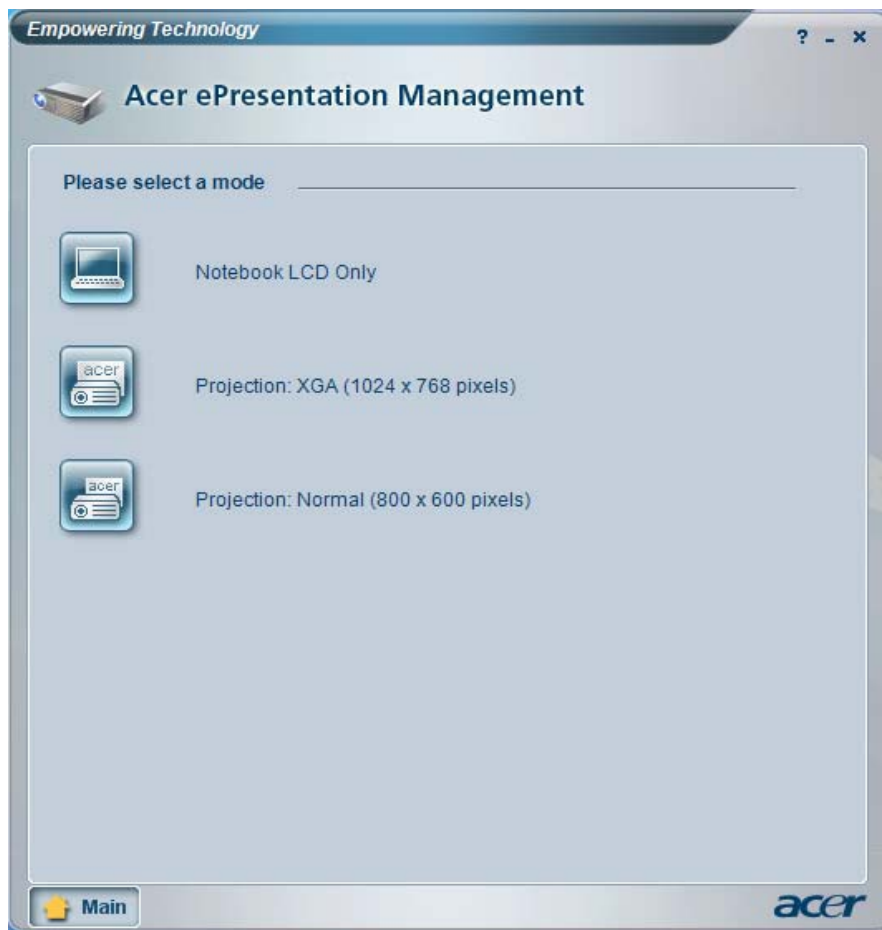 Empowering Technology
? - ×
Acer ePresentation Management
Please select a mode
Notebook LCD Only
acer
Projection: XGA (1024 x 768 pixels)
acer
Projection: Normal (800 x 600 pixels)
Main
acer